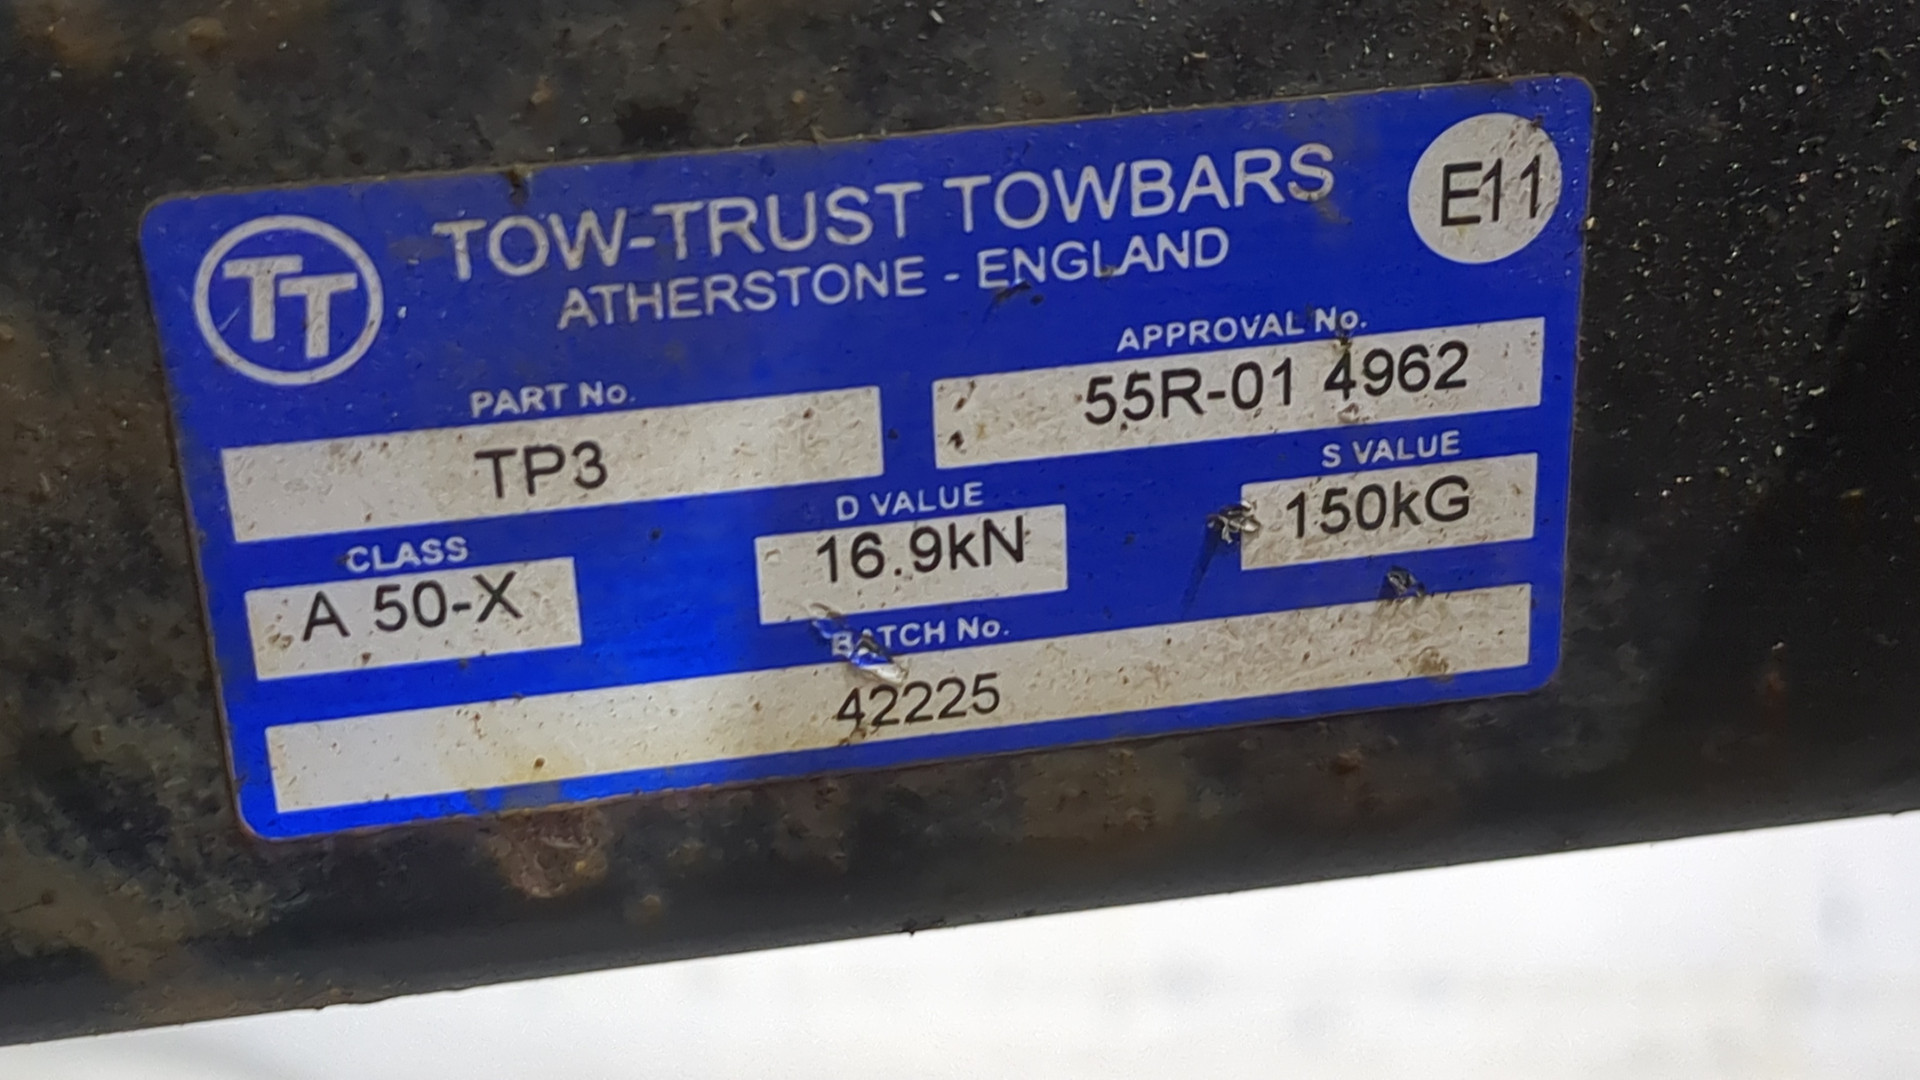 TT
TOW-TRUST TOWBARS
E11
ATHERSTONE - ENGLAND
PART No.
APPROVAL No.
TP3
55R-01 4962
CLASS
D VALUE
S VALUE
A 50-X
16.9kN
150kG
BATCH No.
42225